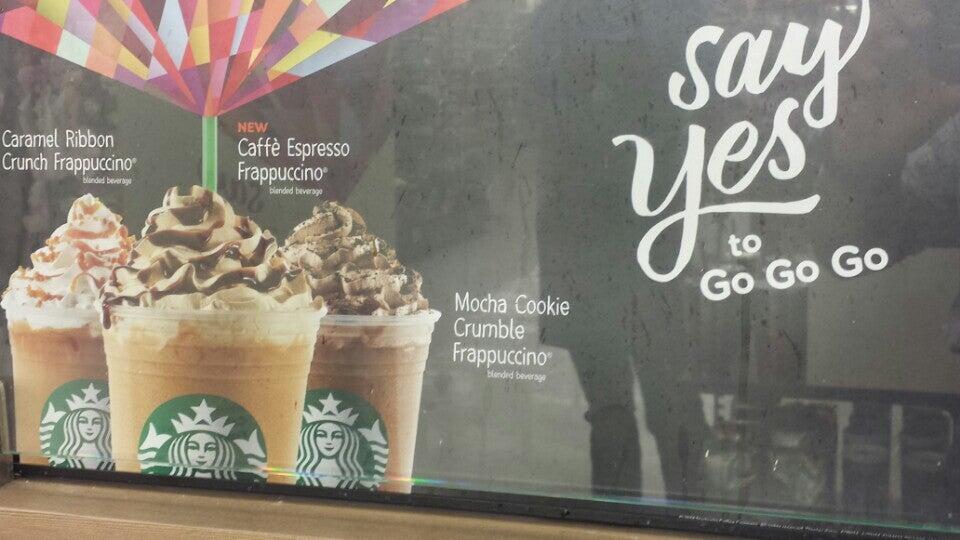 say
yes
to
Go Go Go
Caramel Ribbon
Crunch Frappuccino®
blended beverage
NEW
Caffè Espresso
Frappuccino®
blended beverage
Mocha Cookie
Crumble
Frappuccino®
blended beverage